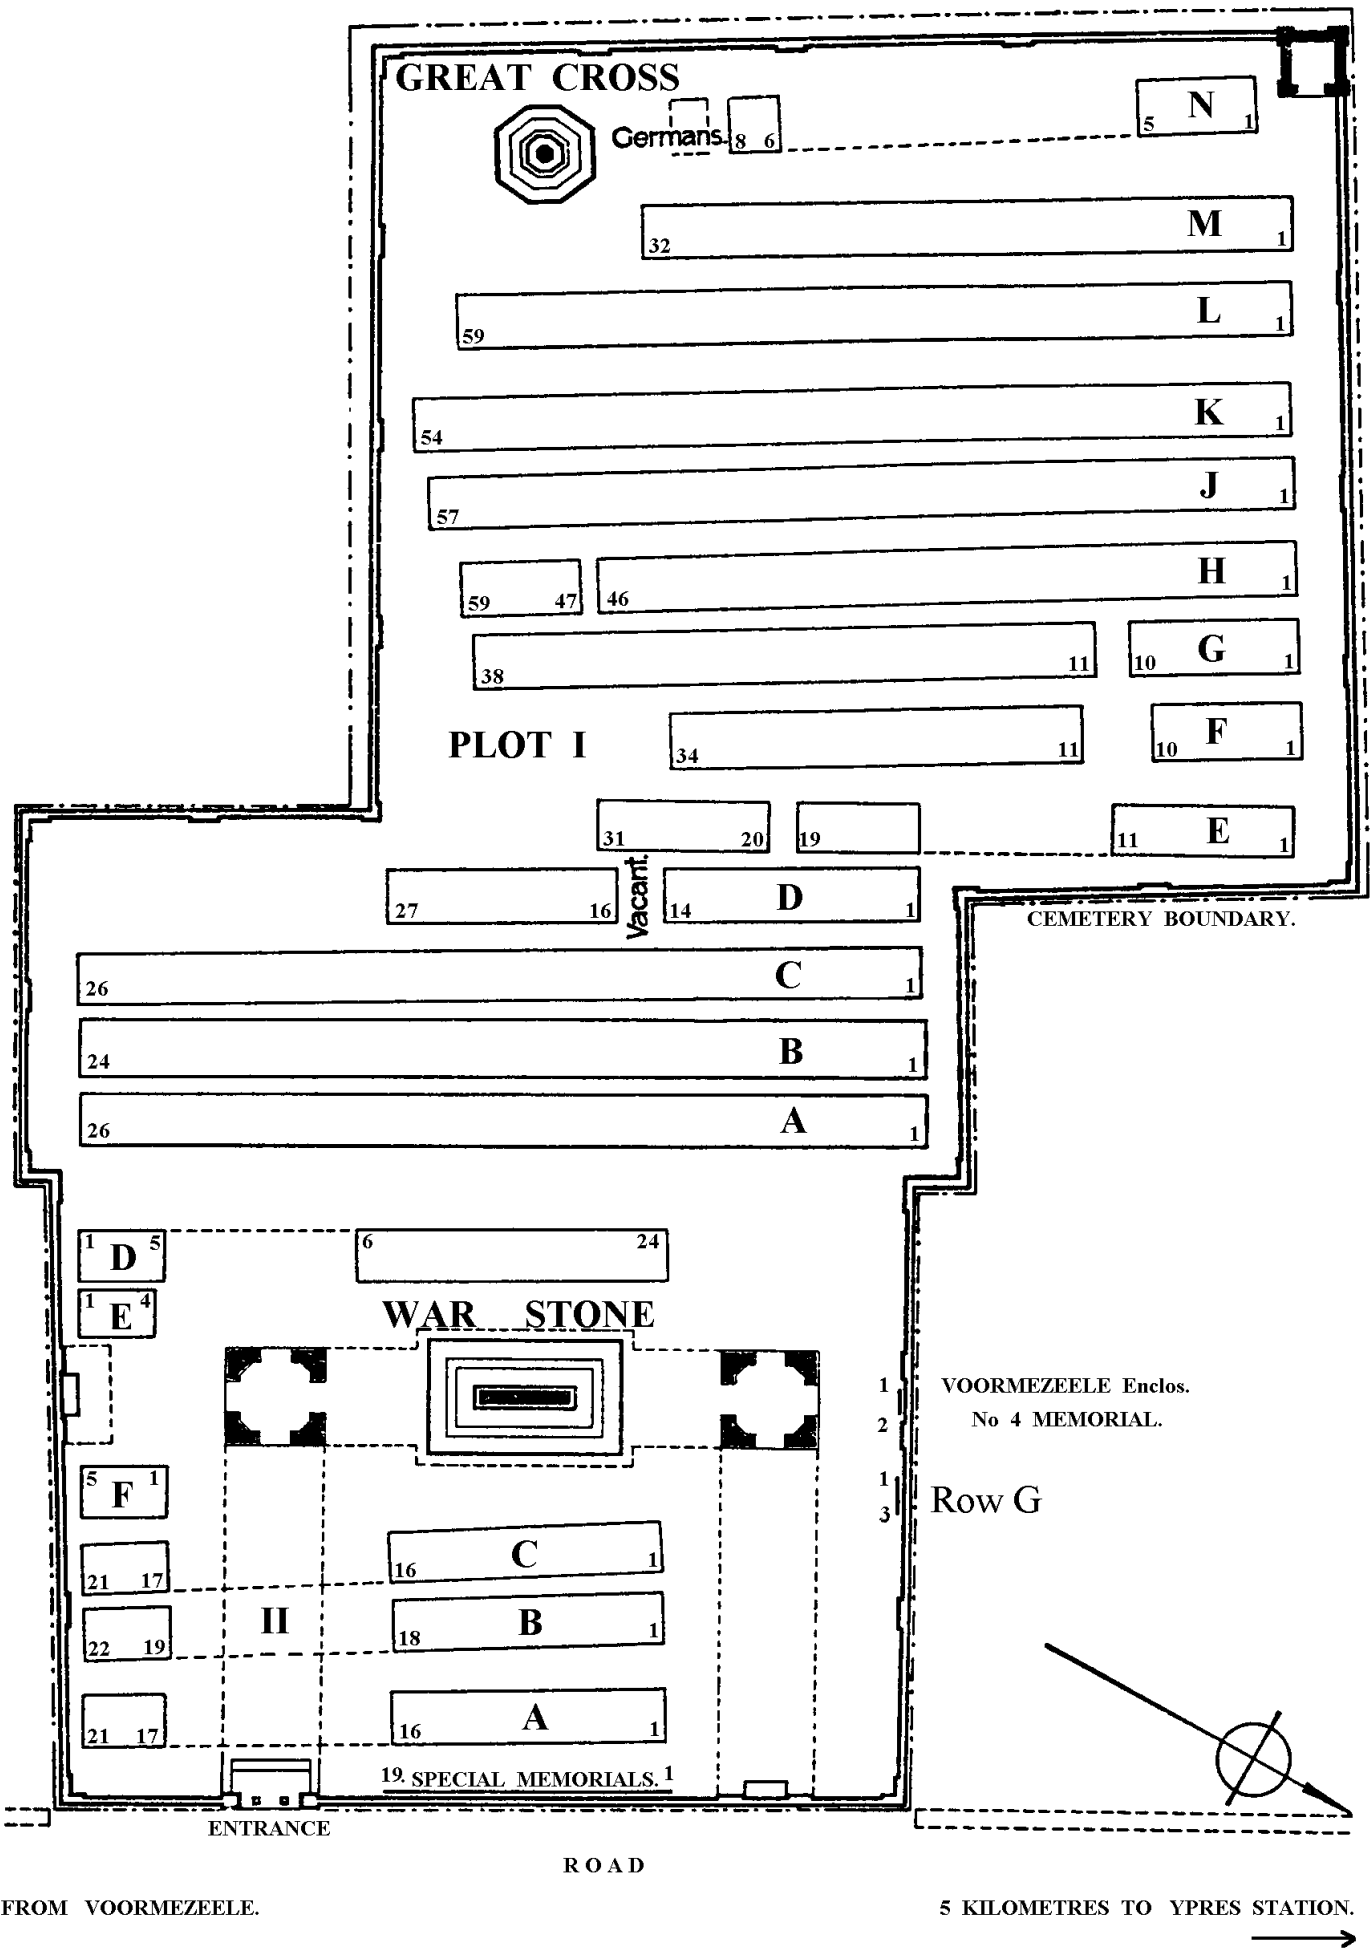 GREAT CROSS
N
5 1
Germans. 8 6
M
32 1
L
59 1
K
54 1
J
57 1
H
59 47 46 1
G
38 11 10 1
PLOT I
F
34 11 10 1
E
31 20 19 11 1
Vacant.
D
27 16 14 1
C
26 1
B
24 1
A
26 1
CEMETERY BOUNDARY.
1 D 5 6 24
1 E 4
WAR STONE
1 VOORMEZEELE Enclos.
2 No 4 MEMORIAL.
5 F 1
1
3 Row G
C
21 17 16 1
II B
22 19 18 1
A
21 17 16 1
19. SPECIAL MEMORIALS. 1
ENTRANCE
ROAD
FROM VOORMEZEELE. 5 KILOMETRES TO YPRES STATION.